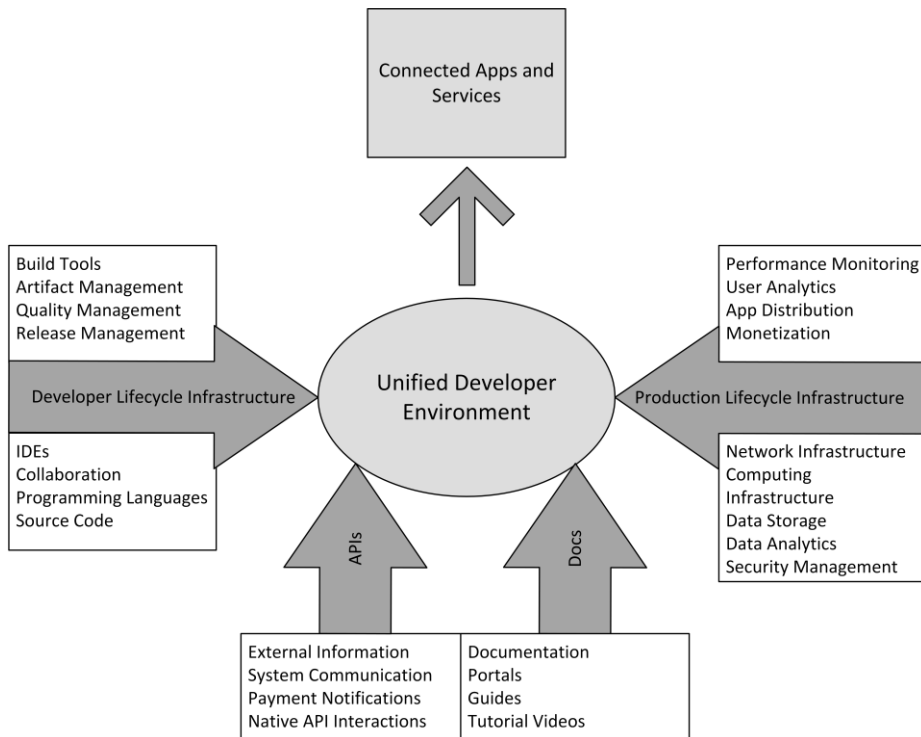 Connected Apps and
Services
Build Tools
Artifact Management
Quality Management
Release Management
Developer Lifecycle Infrastructure
IDEs
Collaboration
Programming Languages
Source Code
Unified Developer
Environment
Performance Monitoring
User Analytics
App Distribution
Monetization
Production Lifecycle Infrastructure
Network Infrastructure
Computing
Infrastructure
Data Storage
Data Analytics
Security Management
APIs
Docs
External Information
System Communication
Payment Notifications
Native API Interactions
Documentation
Portals
Guides
Tutorial Videos